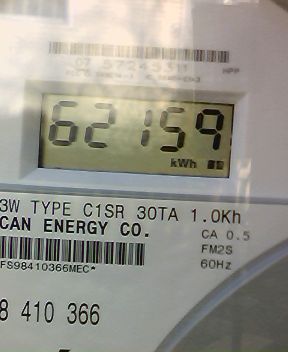 62159
kWh
3W TYPE C1SR 30TA 1.0Kh
CAN ENERGY CO.
CA 0.5
FM2S
60Hz
FS98410366MEC*
8 410 366